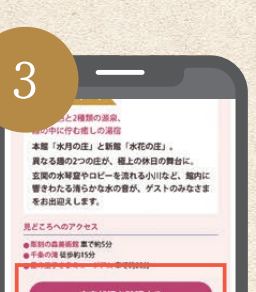 3
と2種類の源泉、
の中に佇む癒しの湯宿
本館「水月の庄」と新館「水花の庄」。
異なる趣の2つの庄が、極上の休日の舞台に。
玄関の水琴窟やロビーを流れる小川など、館内に
響きわたる清らかな水の音が、ゲストのみなさま
をお出迎えします。
見どころへのアクセス
●彫刻の森美術館 車で約5分
●千条の滝 徒歩約15分